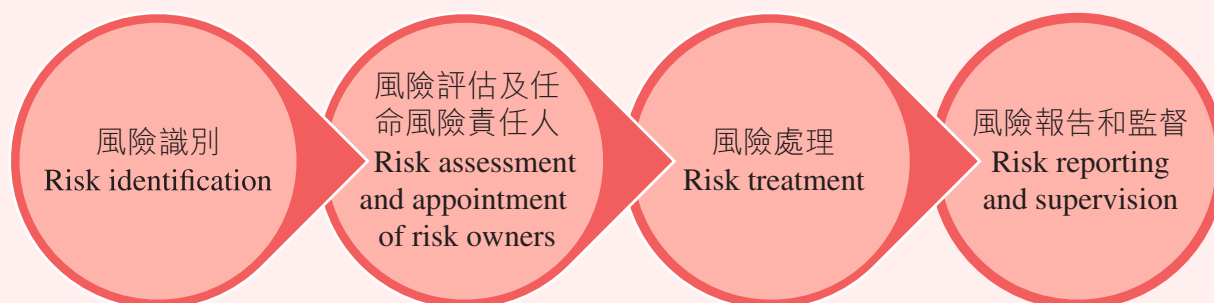 風險識別
Risk identification
風險評估及任
命風險責任人
Risk assessment
and appointment
of risk owners
風險處理
Risk treatment
風險報告和監督
Risk reporting
and supervision